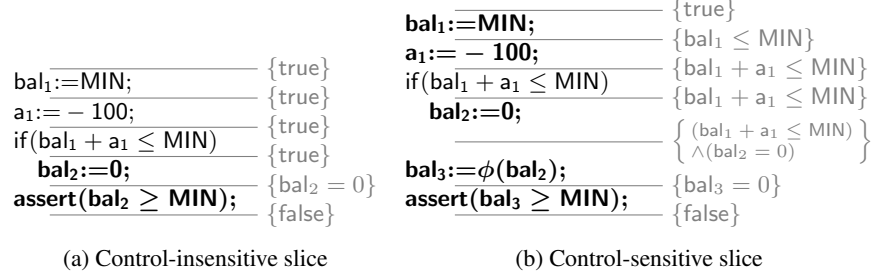 {true}
bal₁:=MIN;
{true}
a₁:= – 100;
{true}
if(bal₁ + a₁ ≤ MIN)
{true}
bal₂:=0;
{bal₂ = 0}
assert(bal₂ ≥ MIN);
{false}
(a) Control-insensitive slice
{true}
bal₁:=MIN;
{bal₁ ≤ MIN}
a₁:= – 100;
{bal₁ + a₁ ≤ MIN}
if(bal₁ + a₁ ≤ MIN)
{bal₁ + a₁ ≤ MIN}
bal₂:=0;
{ (bal₁ + a₁ ≤ MIN)
∧(bal₂ = 0) }
bal₃:=ϕ(bal₂);
{bal₃ = 0}
assert(bal₃ ≥ MIN);
{false}
(b) Control-sensitive slice